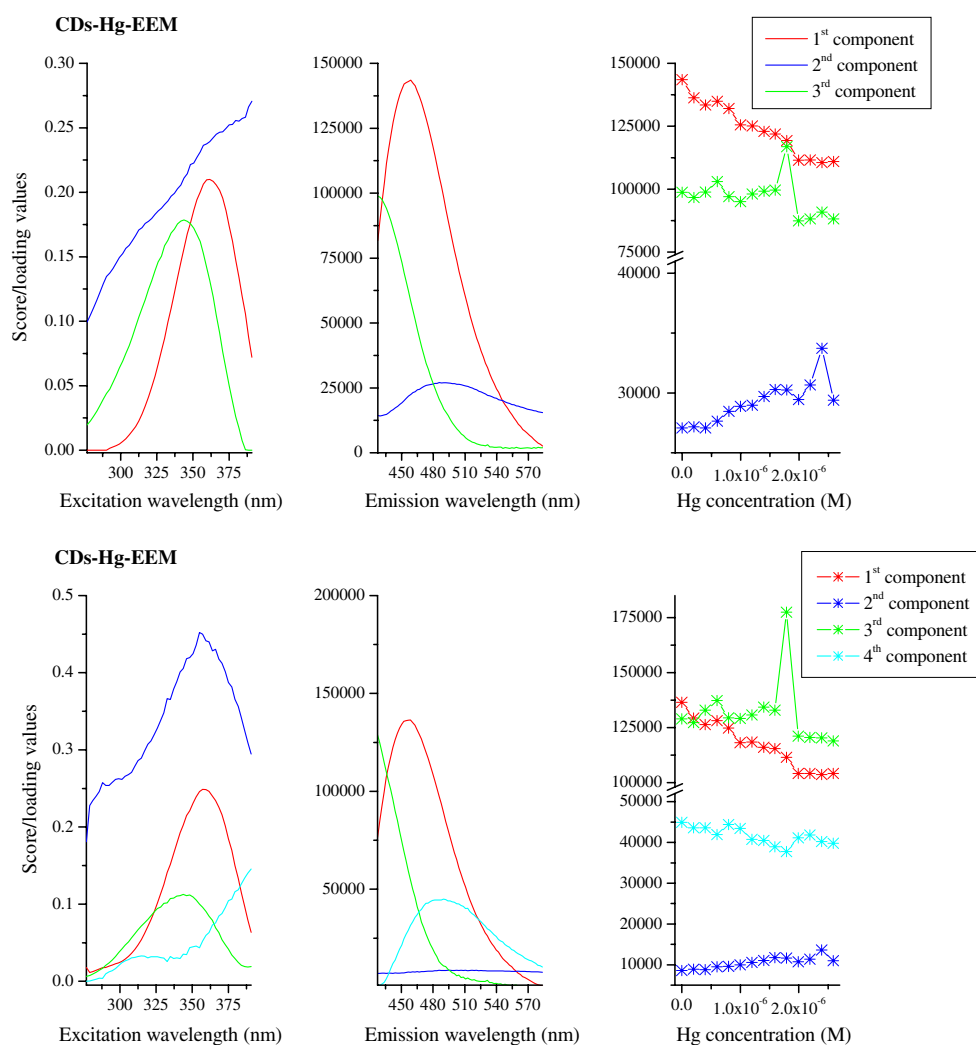 CDs-Hg-EEM
1st component
2nd component
3rd component
0.30
0.25
0.20
0.15
0.10
0.05
0.00
Score/loading values
300 325 350 375
Excitation wavelength (nm)
150000
125000
100000
75000
50000
25000
0
450 480 510 540 570
Emission wavelength (nm)
150000
125000
100000
75000
40000
30000
0.0 1.0x10-6 2.0x10-6
Hg concentration (M)
CDs-Hg-EEM
1st component
2nd component
3rd component
4th component
0.5
0.4
0.3
0.2
0.1
0.0
Score/loading values
300 325 350 375
Excitation wavelength (nm)
200000
150000
100000
50000
450 480 510 540 570
Emission wavelength (nm)
175000
150000
125000
100000
50000
40000
30000
20000
10000
0.0 1.0x10-6 2.0x10-6
Hg concentration (M)